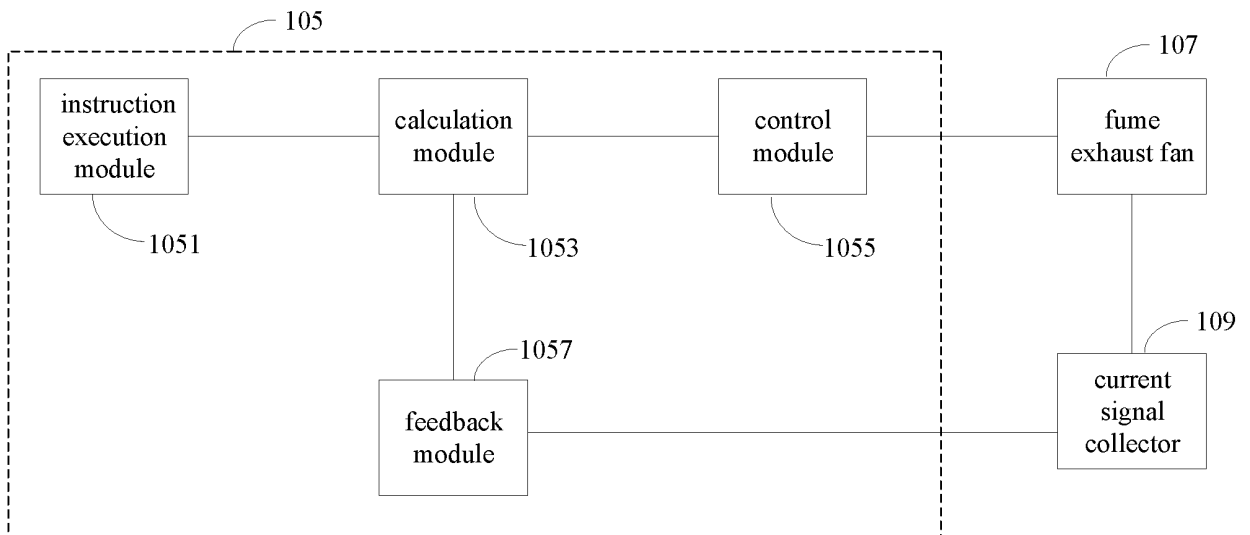 105
107
instruction
execution
module
calculation
module
control
module
fume
exhaust fan
1051
1053
1055
109
1057
feedback
module
current
signal
collector